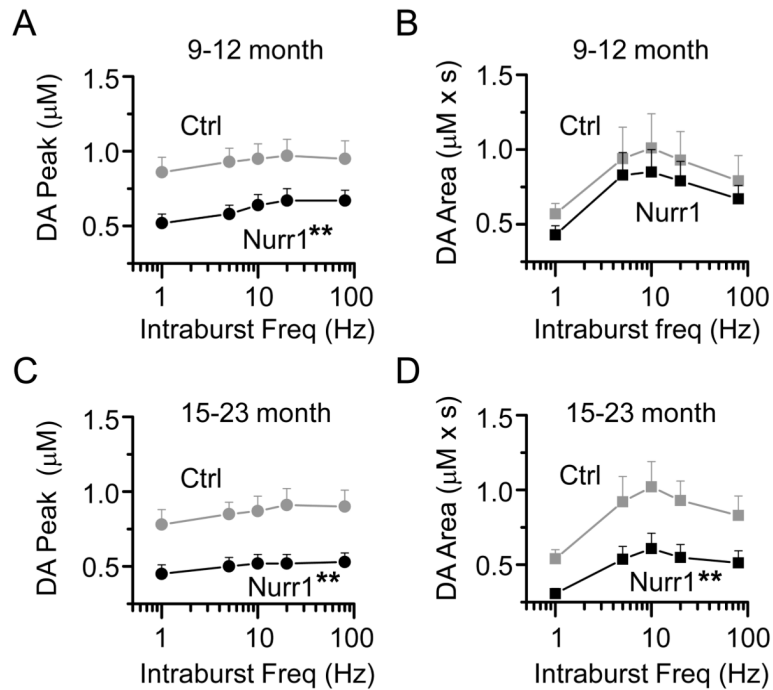 A
9-12 month
DA Peak (μM)
1.5
1.0
0.5
Ctrl
Nurr1**
1 10 100
Intraburst Freq (Hz)
B
9-12 month
DA Area (μM x s)
1.5
1.0
0.5
Ctrl
Nurr1
1 10 100
Intraburst freq (Hz)
C
15-23 month
DA Peak (μM)
1.5
1.0
0.5
Ctrl
Nurr1**
1 10 100
Intraburst Freq (Hz)
D
15-23 month
DA Area (μM x s)
1.5
1.0
0.5
Ctrl
Nurr1**
1 10 100
Intraburst Freq (Hz)